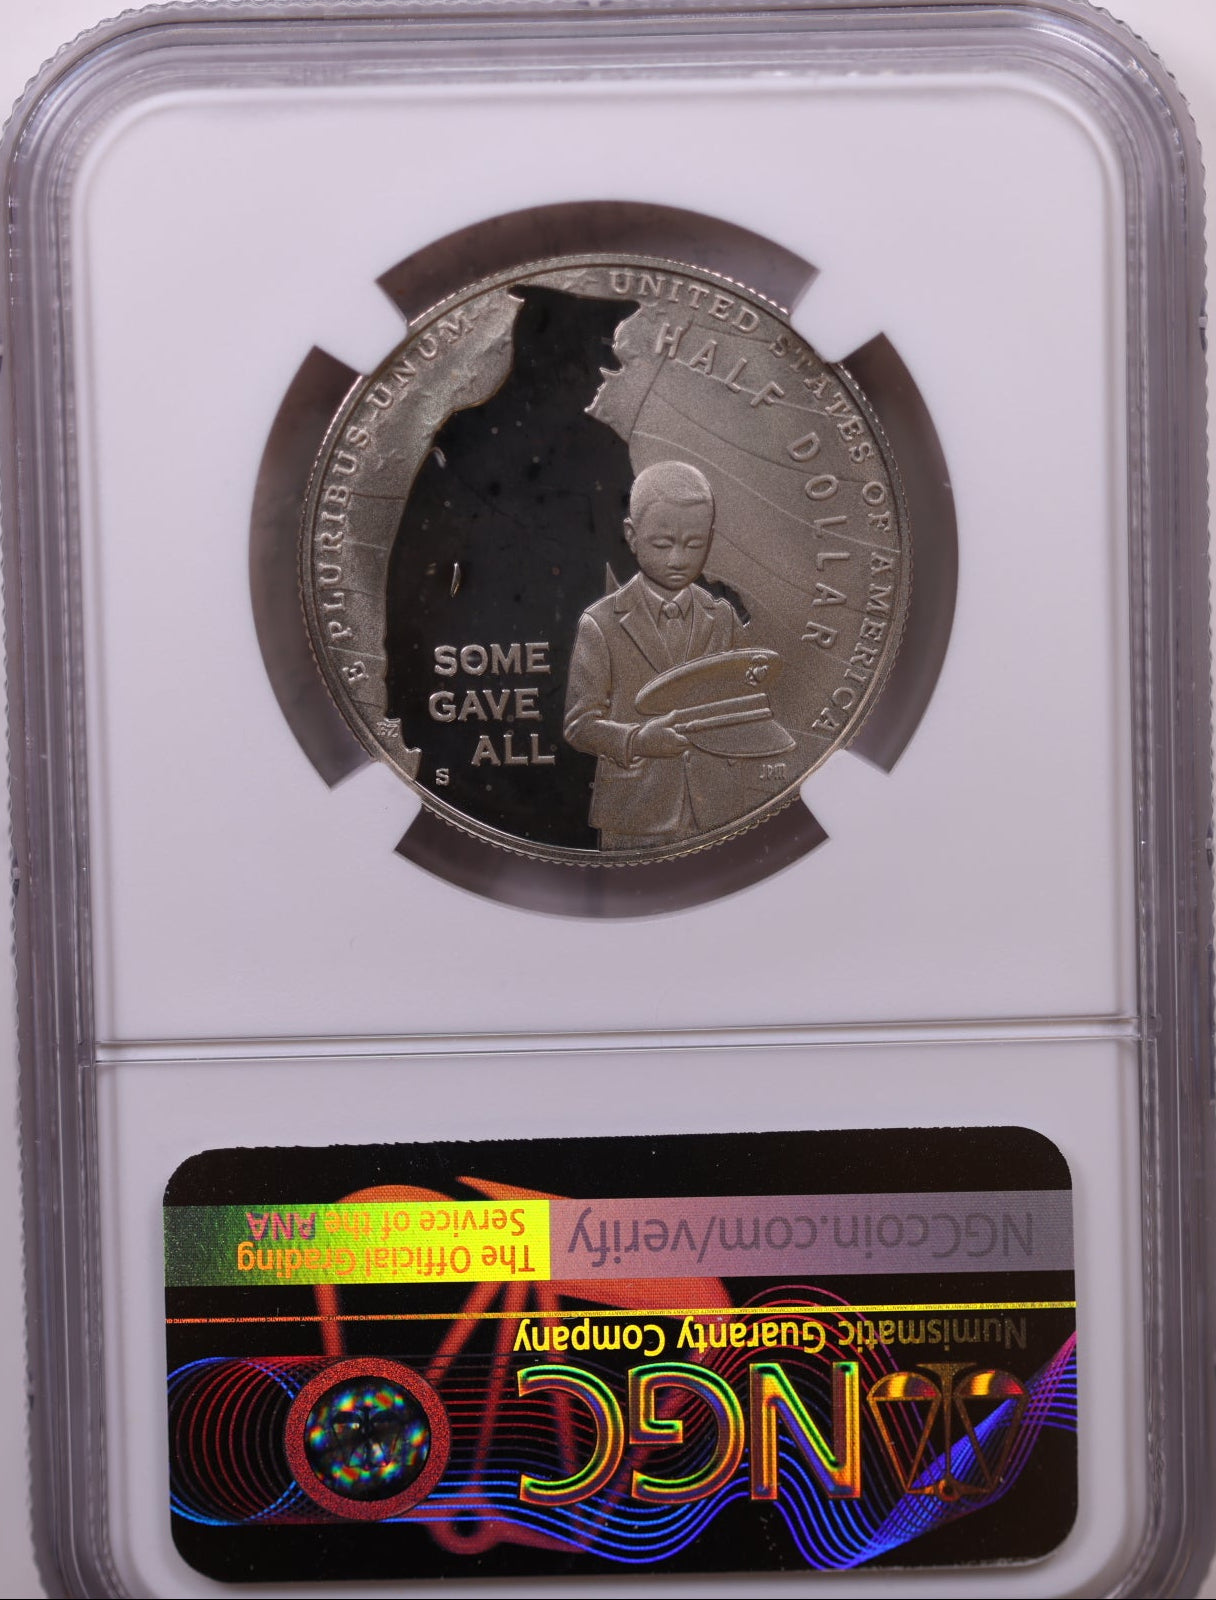 E PLURIBUS UNUM
UNITED STATES OF AMERICA
HALF DOLLAR
SOME
GAVE
ALL
S
JPM
NGC
Numismatic Guaranty Company
The Official Grading
Service of the ANA
NGCcoin.com/verify